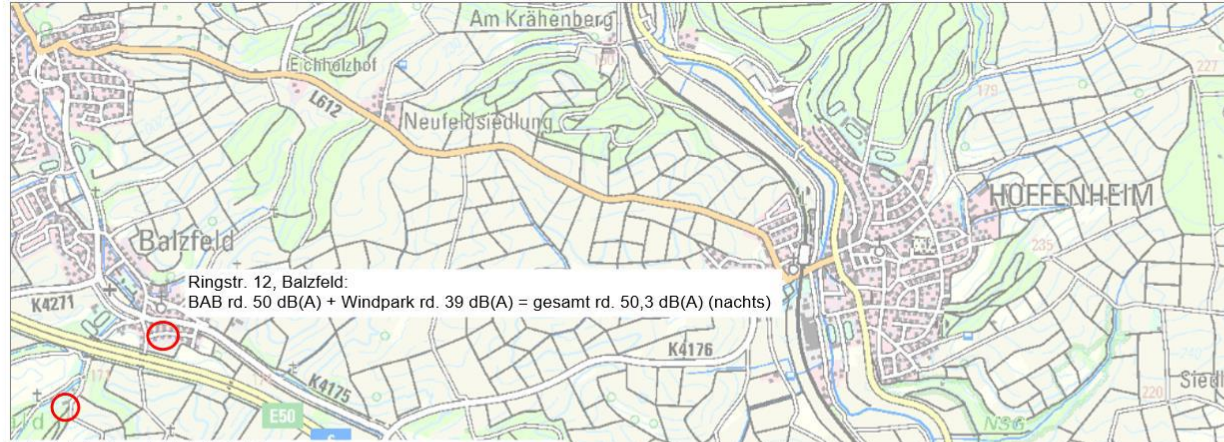 Am Krähenberg
Eichholzhof
L612
Neufeldsiedlung
227
179
HOFFENHEIM
235
Balzfeld
Ringstr. 12, Balzfeld:
BAB rd. 50 dB(A) + Windpark rd. 39 dB(A) = gesamt rd. 50,3 dB(A) (nachts)
K4271
K4176
K4175
E50
6
220
NSG
Siedl